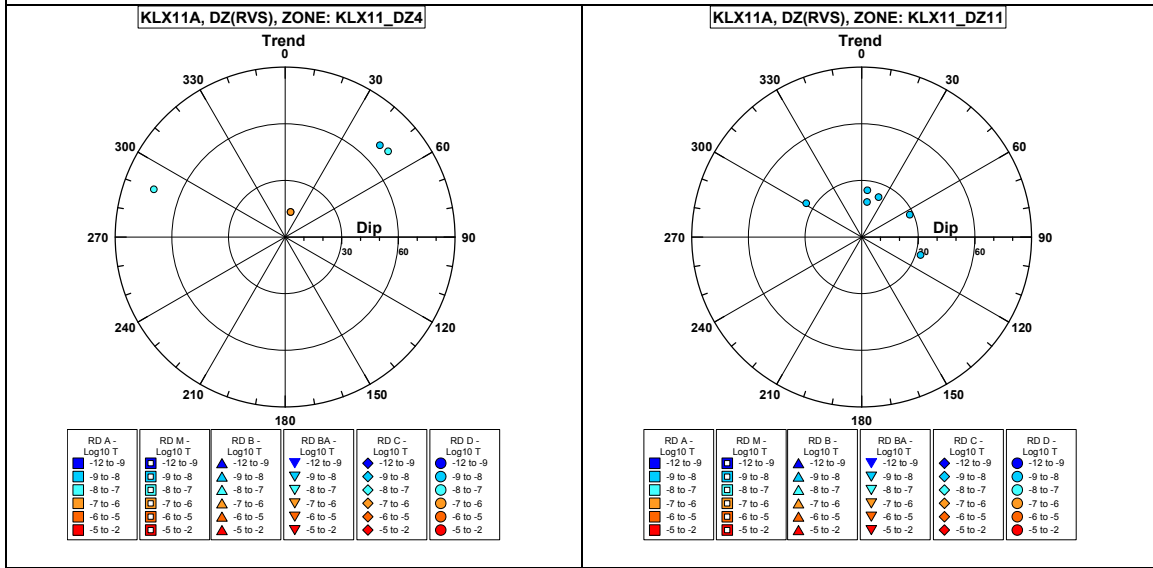 KLX11A, DZ(RVS), ZONE: KLX11_DZ4
Trend
0
330
30
300
60
Dip
270
30
60
90
240
120
210
150
180
RD A -
Log10 T
-12 to -9
-9 to -8
-8 to -7
-7 to -6
-6 to -5
-5 to -2
RD M -
Log10 T
-12 to -9
-9 to -8
-8 to -7
-7 to -6
-6 to -5
-5 to -2
RD B -
Log10 T
-12 to -9
-9 to -8
-8 to -7
-7 to -6
-6 to -5
-5 to -2
RD BA -
Log10 T
-12 to -9
-9 to -8
-8 to -7
-7 to -6
-6 to -5
-5 to -2
RD C -
Log10 T
-12 to -9
-9 to -8
-8 to -7
-7 to -6
-6 to -5
-5 to -2
RD D -
Log10 T
-12 to -9
-9 to -8
-8 to -7
-7 to -6
-6 to -5
-5 to -2
KLX11A, DZ(RVS), ZONE: KLX11_DZ11
Trend
0
330
30
300
60
Dip
270
30
60
90
240
120
210
150
180
RD A -
Log10 T
-12 to -9
-9 to -8
-8 to -7
-7 to -6
-6 to -5
-5 to -2
RD M -
Log10 T
-12 to -9
-9 to -8
-8 to -7
-7 to -6
-6 to -5
-5 to -2
RD B -
Log10 T
-12 to -9
-9 to -8
-8 to -7
-7 to -6
-6 to -5
-5 to -2
RD BA -
Log10 T
-12 to -9
-9 to -8
-8 to -7
-7 to -6
-6 to -5
-5 to -2
RD C -
Log10 T
-12 to -9
-9 to -8
-8 to -7
-7 to -6
-6 to -5
-5 to -2
RD D -
Log10 T
-12 to -9
-9 to -8
-8 to -7
-7 to -6
-6 to -5
-5 to -2